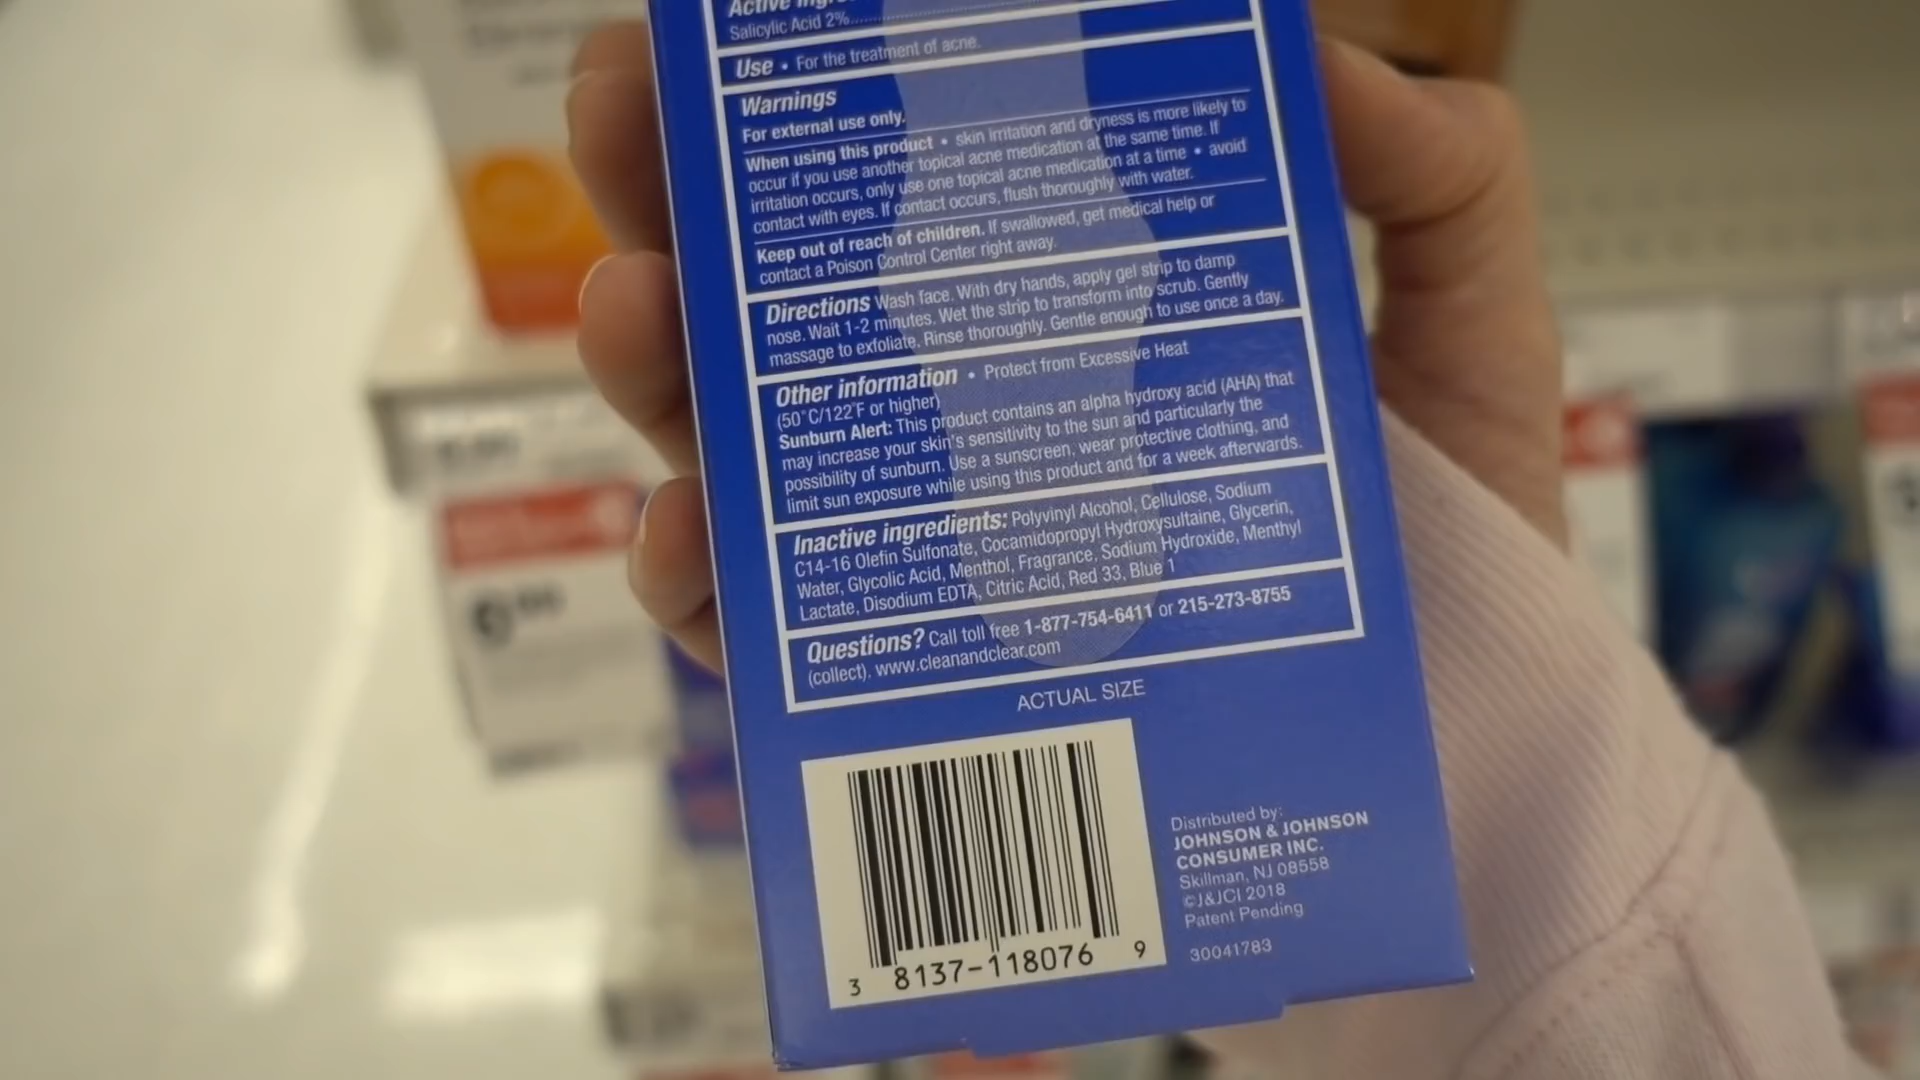 Active
Salicylic Acid 2%
Use • For the treatment of acne.
Warnings
For external use only.
When using this product • skin irritation and dryness is more likely to
occur if you use another topical acne medication at the same time. If
irritation occurs, only use one topical acne medication at a time • avoid
contact with eyes. If contact occurs, flush thoroughly with water.
Keep out of reach of children. If swallowed, get medical help or
contact a Poison Control Center right away.
Directions Wash face. With dry hands, apply gel strip to damp
nose. Wait 1-2 minutes. Wet the strip to transform into scrub. Gently
massage to exfoliate. Rinse thoroughly. Gentle enough to use once a day.
Other information • Protect from Excessive Heat
(50°C/122°F or higher)
Sunburn Alert: This product contains an alpha hydroxy acid (AHA) that
may increase your skin's sensitivity to the sun and particularly the
possibility of sunburn. Use a sunscreen, wear protective clothing, and
limit sun exposure while using this product and for a week afterwards.
Inactive ingredients: Polyvinyl Alcohol, Cellulose, Sodium
C14-16 Olefin Sulfonate, Cocamidopropyl Hydroxysultaine, Glycerin,
Water, Glycolic Acid, Menthol, Fragrance, Sodium Hydroxide, Menthyl
Lactate, Disodium EDTA, Citric Acid, Red 33, Blue 1
Questions? Call toll free 1-877-754-6411 or 215-273-8755
(collect). www.cleanandclear.com
ACTUAL SIZE
3 8137-118076 9
Distributed by:
JOHNSON & JOHNSON
CONSUMER INC.
Skillman, NJ 08558
©J&JCI 2018
Patent Pending
30041783